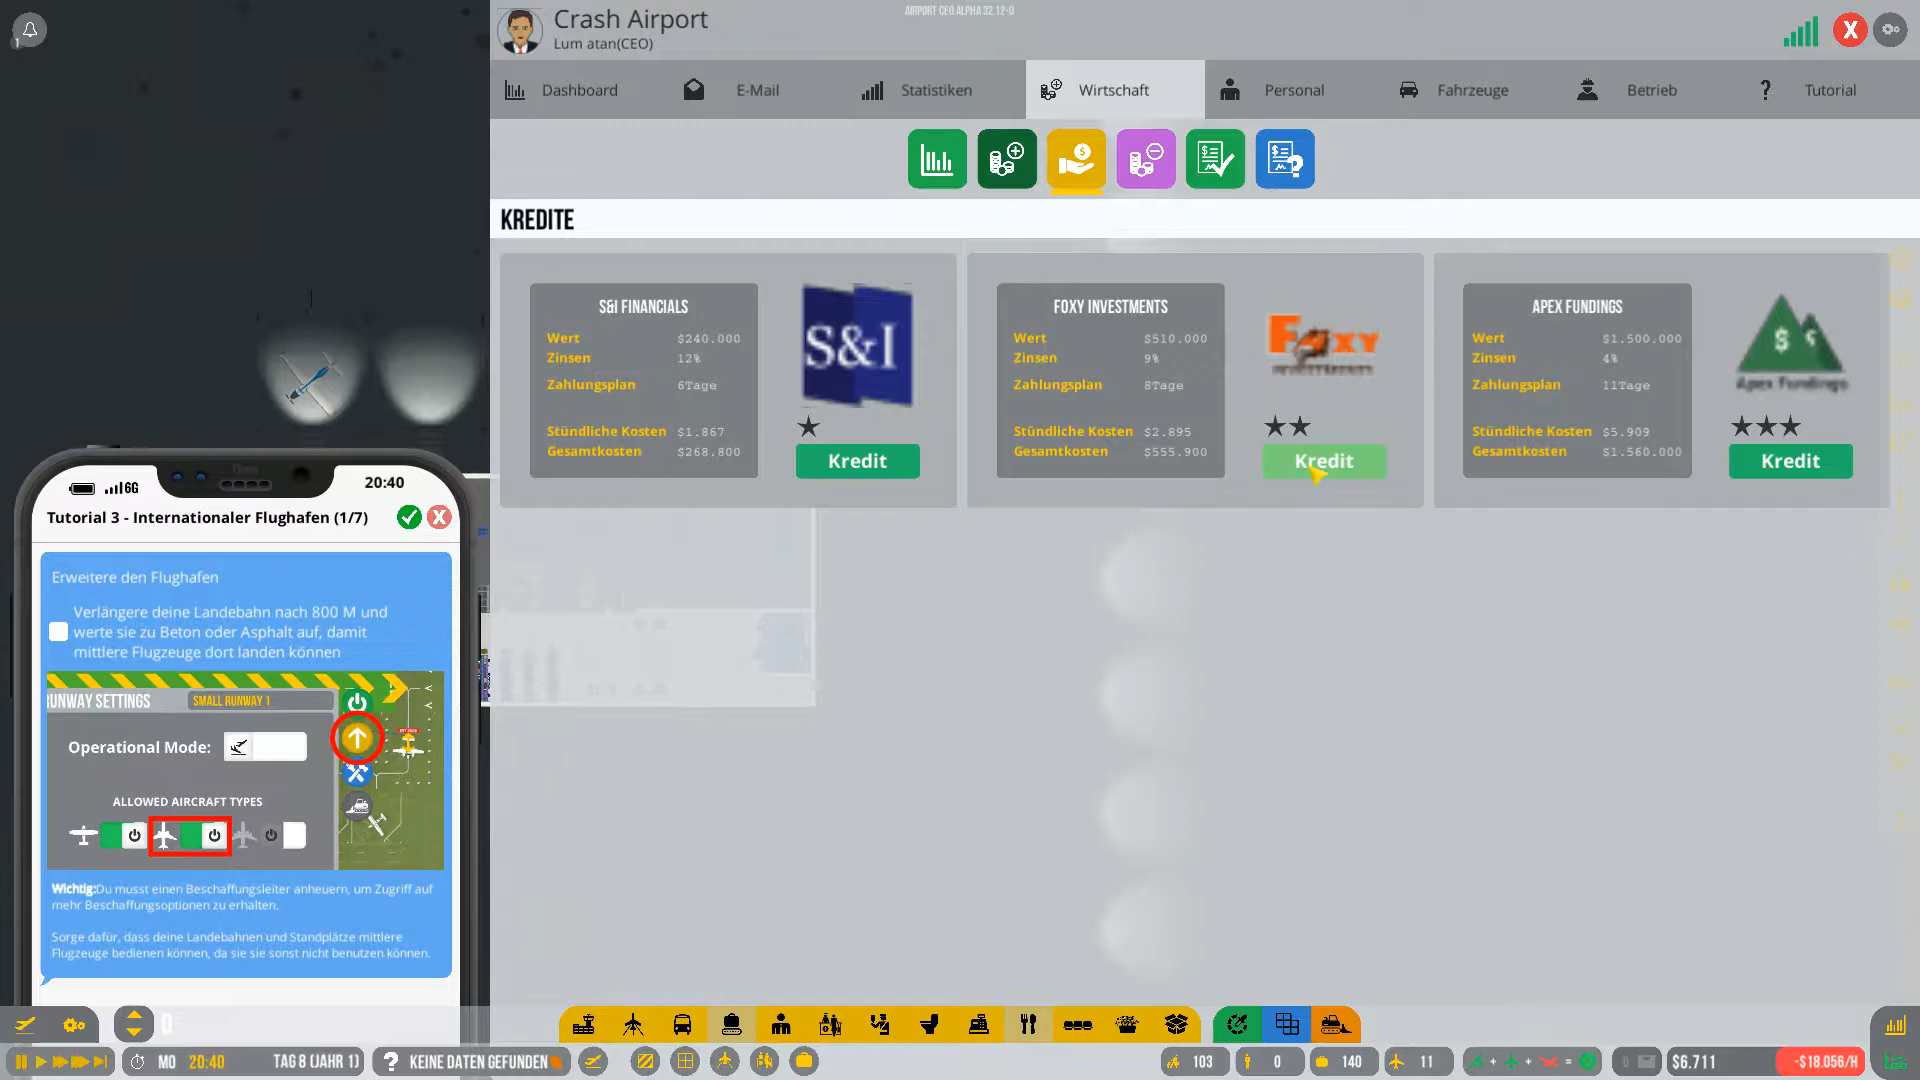 1
Crash Airport
Lum atan(CEO)
AIRPORT CEO ALPHA 32.12-0
X
Dashboard
E-Mail
Statistiken
Wirtschaft
Personal
Fahrzeuge
Betrieb
? Tutorial
KREDITE
S&I FINANCIALS
Wert $240.000
Zinsen 12%
Zahlungsplan 6Tage
Stündliche Kosten $1.867
Gesamtkosten $268.800
S&I
Kredit
FOXY INVESTMENTS
Wert $510.000
Zinsen 9%
Zahlungsplan 8Tage
Stündliche Kosten $2.895
Gesamtkosten $555.900
FOXY
INVESTMENTS
Kredit
APEX FUNDINGS
Wert $1.500.000
Zinsen 4%
Zahlungsplan 11Tage
Stündliche Kosten $5.909
Gesamtkosten $1.560.000
Apex Fundings
Kredit
6G
20:40
Tutorial 3 - Internationaler Flughafen (1/7)
Erweitere den Flughafen
Verlängere deine Landebahn nach 800 M und
werte sie zu Beton oder Asphalt auf, damit
mittlere Flugzeuge dort landen können
RUNWAY SETTINGS
SMALL RUNWAY 1
Operational Mode:
ALLOWED AIRCRAFT TYPES
Wichtig:Du musst einen Beschaffungsleiter anheuern, um Zugriff auf
mehr Beschaffungsoptionen zu erhalten.
Sorge dafür, dass deine Landebahnen und Standplätze mittlere
Flugzeuge bedienen können, da sie sie sonst nicht benutzen können.
0
MO 20:40 TAG 8 (JAHR 1)
? KEINE DATEN GEFUNDEN
103
0
140
11
+ + =
0
$6.711
-$18.056/H